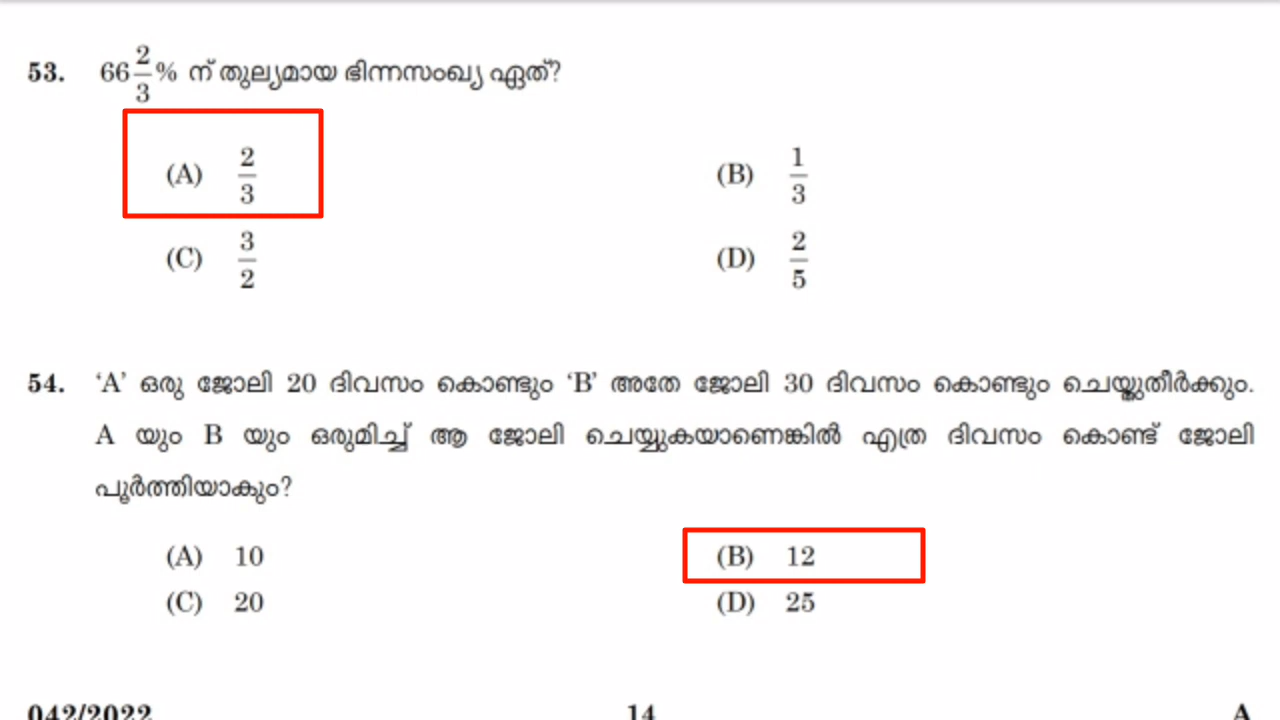 53. 66 2/3 % ന് തുല്യമായ ഭിന്നസംഖ്യ ഏത്?
(A) 2/3 (B) 1/3
(C) 3/2 (D) 2/5
54. ‘A’ ഒരു ജോലി 20 ദിവസം കൊണ്ടും ‘B’ അതേ ജോലി 30 ദിവസം കൊണ്ടും ചെയ്തുതീർക്കും.
A യും B യും ഒരുമിച്ച് ആ ജോലി ചെയ്യുകയാണെങ്കിൽ എത്ര ദിവസം കൊണ്ട് ജോലി
പൂർത്തിയാകും?
(A) 10 (B) 12
(C) 20 (D) 25
042/2022 14 A